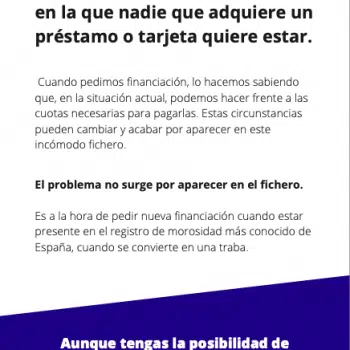 en la que nadie que adquiere un
préstamo o tarjeta quiere estar.
Cuando pedimos financiación, lo hacemos sabiendo
que, en la situación actual, podemos hacer frente a las
cuotas necesarias para pagarlas. Estas circunstancias
pueden cambiar y acabar por aparecer en este
incómodo fichero.
El problema no surge por aparecer en el fichero.
Es a la hora de pedir nueva financiación cuando estar
presente en el registro de morosidad más conocido de
España, cuando se convierte en una traba.
Aunque tengas la posibilidad de